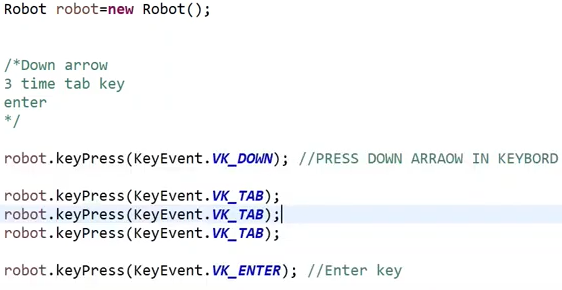 Robot robot=new Robot();
/*Down arrow
3 time tab key
enter
*/
robot.keyPress(KeyEvent.VK_DOWN); //PRESS DOWN ARRAOW IN KEYBORD
robot.keyPress(KeyEvent.VK_TAB);
robot.keyPress(KeyEvent.VK_TAB);
robot.keyPress(KeyEvent.VK_TAB);
robot.keyPress(KeyEvent.VK_ENTER); //Enter key